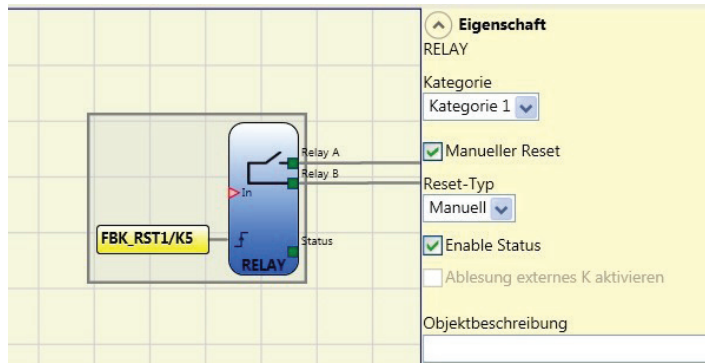 Eigenschaft
RELAY
Kategorie
Kategorie 1
Manueller Reset
Reset-Typ
Manuell
Enable Status
Ablesung externes K aktivieren
Objektbeschreibung
Relay A
Relay B
In
FBK_RST1/K5
Status
RELAY